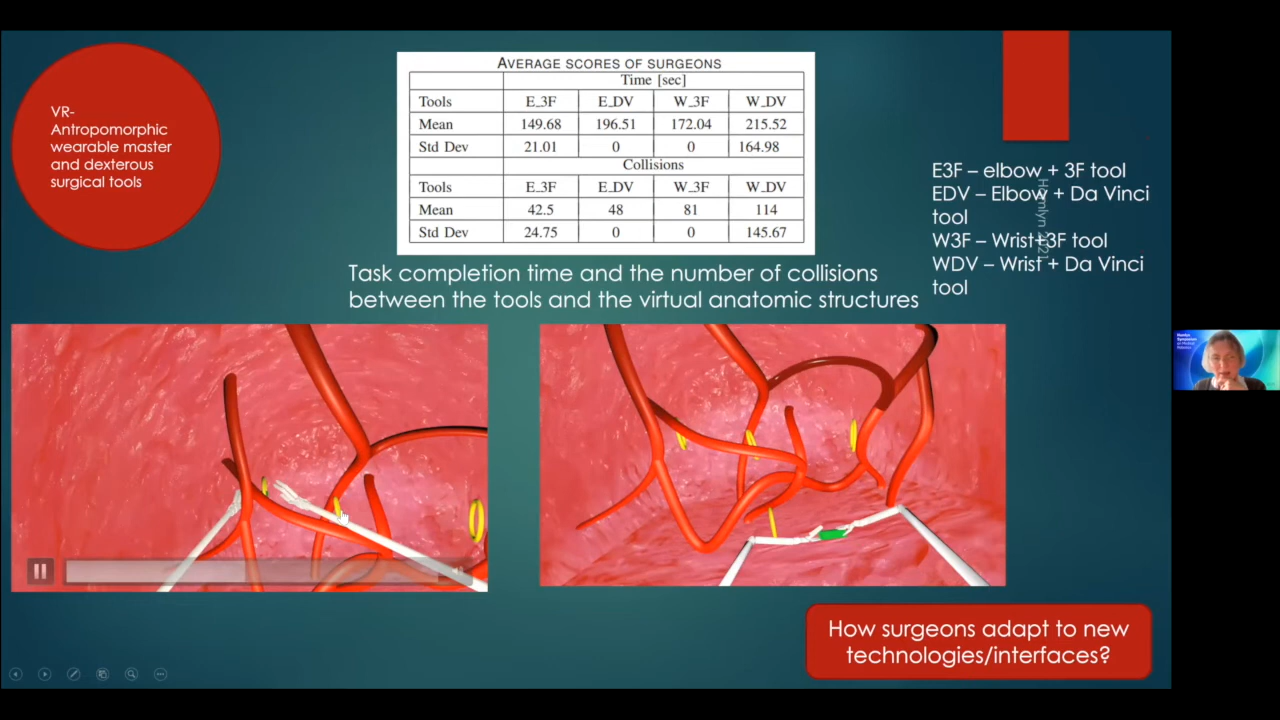 VR-
Antropomorphic
wearable master
and dexterous
surgical tools
AVERAGE SCORES OF SURGEONS
Time [sec]
Tools E_3F E_DV W_3F W_DV
Mean 149.68 196.51 172.04 215.52
Std Dev 21.01 0 0 164.98
Collisions
Tools E_3F E_DV W_3F W_DV
Mean 42.5 48 81 114
Std Dev 24.75 0 0 145.67
Task completion time and the number of collisions
between the tools and the virtual anatomic structures
E3F – elbow + 3F tool
EDV – Elbow + Da Vinci
tool
W3F – Wrist+3F tool
WDV – Wrist + Da Vinci
tool
Hamlyn 2021
How surgeons adapt to new
technologies/interfaces?
Hamlyn
Symposium